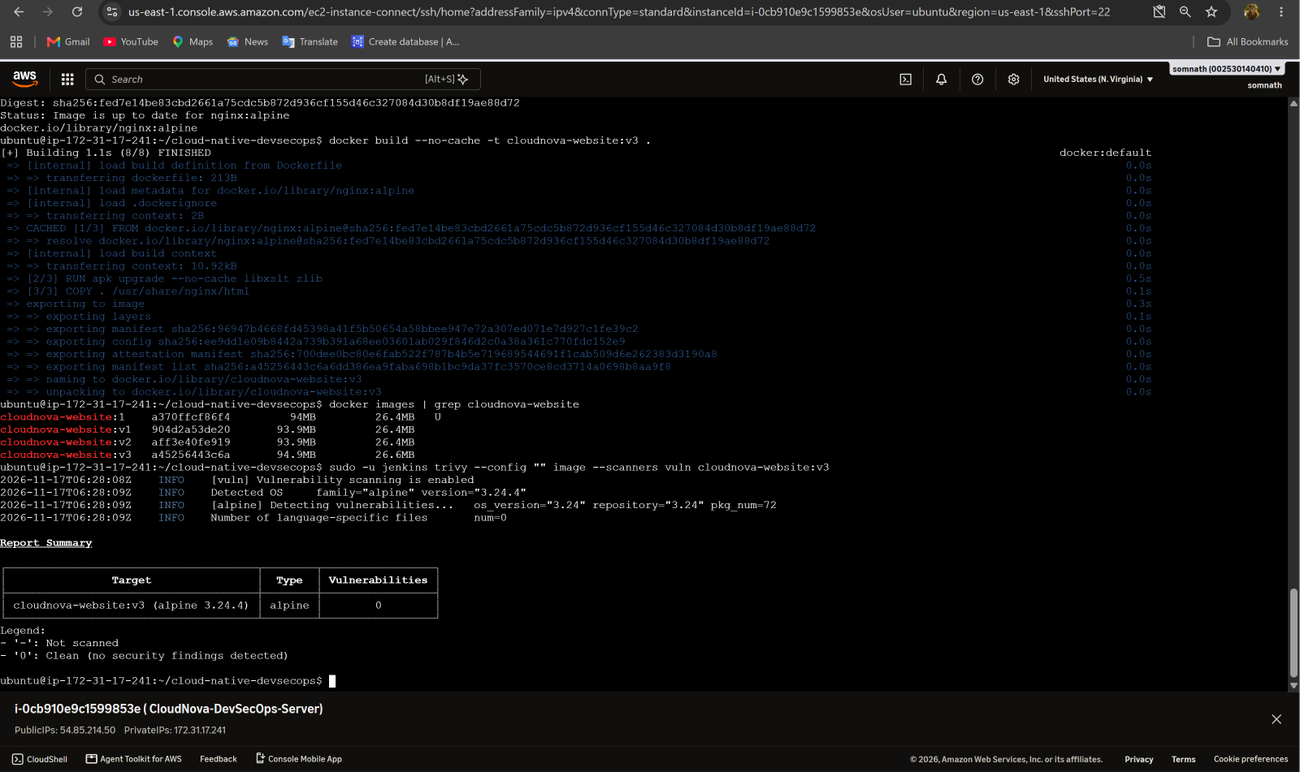 us-east-1.console.aws.amazon.com/ec2-instance-connect/ssh/home?addressFamily=ipv4&connType=standard&instanceId=i-0cb910e9c1599853e&osUser=ubuntu&region=us-east-1&sshPort=22
Gmail YouTube Maps News Translate Create database | A... All Bookmarks
aws Search [Alt+S] United States (N. Virginia) ▼ somnath (002530140410) ▼
somnath
Digest: sha256:fed7e14be83cbd2661a75cdc5b872d936cf155d46c327084d30b8df19ae88d72
Status: Image is up to date for nginx:alpine
docker.io/library/nginx:alpine
ubuntu@ip-172-31-17-241:~/cloud-native-devsecops$ docker build --no-cache -t cloudnova-website:v3 .
[+] Building 1.1s (8/8) FINISHED docker:default
=> [internal] load build definition from Dockerfile 0.0s
=> => transferring dockerfile: 213B 0.0s
=> [internal] load metadata for docker.io/library/nginx:alpine 0.0s
=> [internal] load .dockerignore 0.0s
=> => transferring context: 2B 0.0s
=> CACHED [1/3] FROM docker.io/library/nginx:alpine@sha256:fed7e14be83cbd2661a75cdc5b872d936cf155d46c327084d30b8df19ae88d72 0.0s
=> => resolve docker.io/library/nginx:alpine@sha256:fed7e14be83cbd2661a75cdc5b872d936cf155d46c327084d30b8df19ae88d72 0.0s
=> [internal] load build context 0.0s
=> => transferring context: 10.92kB 0.0s
=> [2/3] RUN apk upgrade --no-cache libxslt zlib 0.5s
=> [3/3] COPY . /usr/share/nginx/html 0.1s
=> exporting to image 0.3s
=> => exporting layers 0.1s
=> => exporting manifest sha256:96947b4668fd45398a41f5b50654a58bbee947e72a307ed071e7d927c1fe39c2 0.0s
=> => exporting config sha256:ee9dd1e09b8442a739b391a68ee03601ab029f846d2c0a38a361c770fdc152e9 0.0s
=> => exporting attestation manifest sha256:700dee0bc80e6fab522f787b4b5e719689544691f1cab509d6e262383d3190a8 0.0s
=> => exporting manifest list sha256:a45256443c6a6dd386ea9faba698b1bc9da37fc3570ce8cd3714a0698b8aa9f8 0.0s
=> => naming to docker.io/library/cloudnova-website:v3 0.0s
=> => unpacking to docker.io/library/cloudnova-website:v3 0.0s
ubuntu@ip-172-31-17-241:~/cloud-native-devsecops$ docker images | grep cloudnova-website
cloudnova-website:1 a370ffcf86f4 94MB 26.4MB U
cloudnova-website:v1 904d2a53de20 93.9MB 26.4MB
cloudnova-website:v2 aff3e40fe919 93.9MB 26.4MB
cloudnova-website:v3 a45256443c6a 94.9MB 26.6MB
ubuntu@ip-172-31-17-241:~/cloud-native-devsecops$ sudo -u jenkins trivy --config "" image --scanners vuln cloudnova-website:v3
2026-11-17T06:28:08Z INFO [vuln] Vulnerability scanning is enabled
2026-11-17T06:28:09Z INFO Detected OS family="alpine" version="3.24.4"
2026-11-17T06:28:09Z INFO [alpine] Detecting vulnerabilities... os_version="3.24" repository="3.24" pkg_num=72
2026-11-17T06:28:09Z INFO Number of language-specific files num=0
Report Summary
Target Type Vulnerabilities
cloudnova-website:v3 (alpine 3.24.4) alpine 0
Legend:
- '-': Not scanned
- '0': Clean (no security findings detected)
ubuntu@ip-172-31-17-241:~/cloud-native-devsecops$
i-0cb910e9c1599853e (CloudNova-DevSecOps-Server)
PublicIPs: 54.85.214.50 PrivateIPs: 172.31.17.241
CloudShell Agent Toolkit for AWS Feedback Console Mobile App © 2026, Amazon Web Services, Inc. or its affiliates. Privacy Terms Cookie preferences